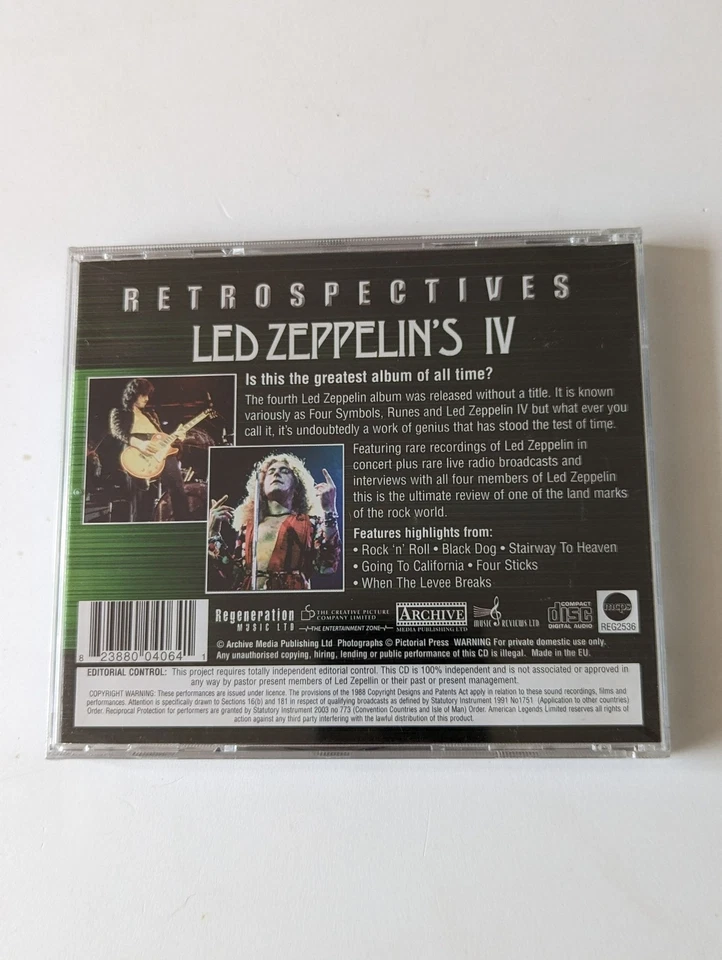 RETROSPECTIVES
LED ZEPPELIN'S IV
Is this the greatest album of all time?
The fourth Led Zeppelin album was released without a title. It is known
variously as Four Symbols, Runes and Led Zeppelin IV but what ever you
call it, it's undoubtedly a work of genius that has stood the test of time.
Featuring rare recordings of Led Zeppelin in
concert plus rare live radio broadcasts and
interviews with all four members of Led Zeppelin
this is the ultimate review of one of the land marks
of the rock world.
Features highlights from:
• Rock 'n' Roll • Black Dog • Stairway To Heaven
• Going To California • Four Sticks
• When The Levee Breaks
8 23880 04064 1
Regeneration
MUSIC LTD
THE CREATIVE PICTURE
COMPANY LIMITED
THE ENTERTAINMENT ZONE
ARCHIVE
MEDIA PUBLISHING LTD
MUSIC REVIEWS LTD
COMPACT
disc
DIGITAL AUDIO
mcps
REG2536
© Archive Media Publishing Ltd Photographs © Pictorial Press WARNING For private domestic use only.
Any unauthorised copying, hiring, lending or public performance of this CD is illegal. Made in the EU.
EDITORIAL CONTROL: This project requires totally independent editorial control. This CD is 100% independent and is not associated or approved in
any way by pastor present members of Led Zepellin or their past or present management.
COPYRIGHT WARNING: These performances are issued under licence. The provisions of the 1988 Copyright Designs and Patents Act apply in relation to these sound recordings, films and
performances. Attention is specifically drawn to Sections 16(b) and 181 in respect of qualifying broadcasts as defined by Statutory Instrument 1991 No1751 (Application to other countries)
Order. Reciprocal Protection for performers are granted by Statutory Instrument 2003 no 773 (Convention Countries and Isle of Man) Order. American Legends Limited reserves all rights of
action against any third party interfering with the lawful distribution of this product.